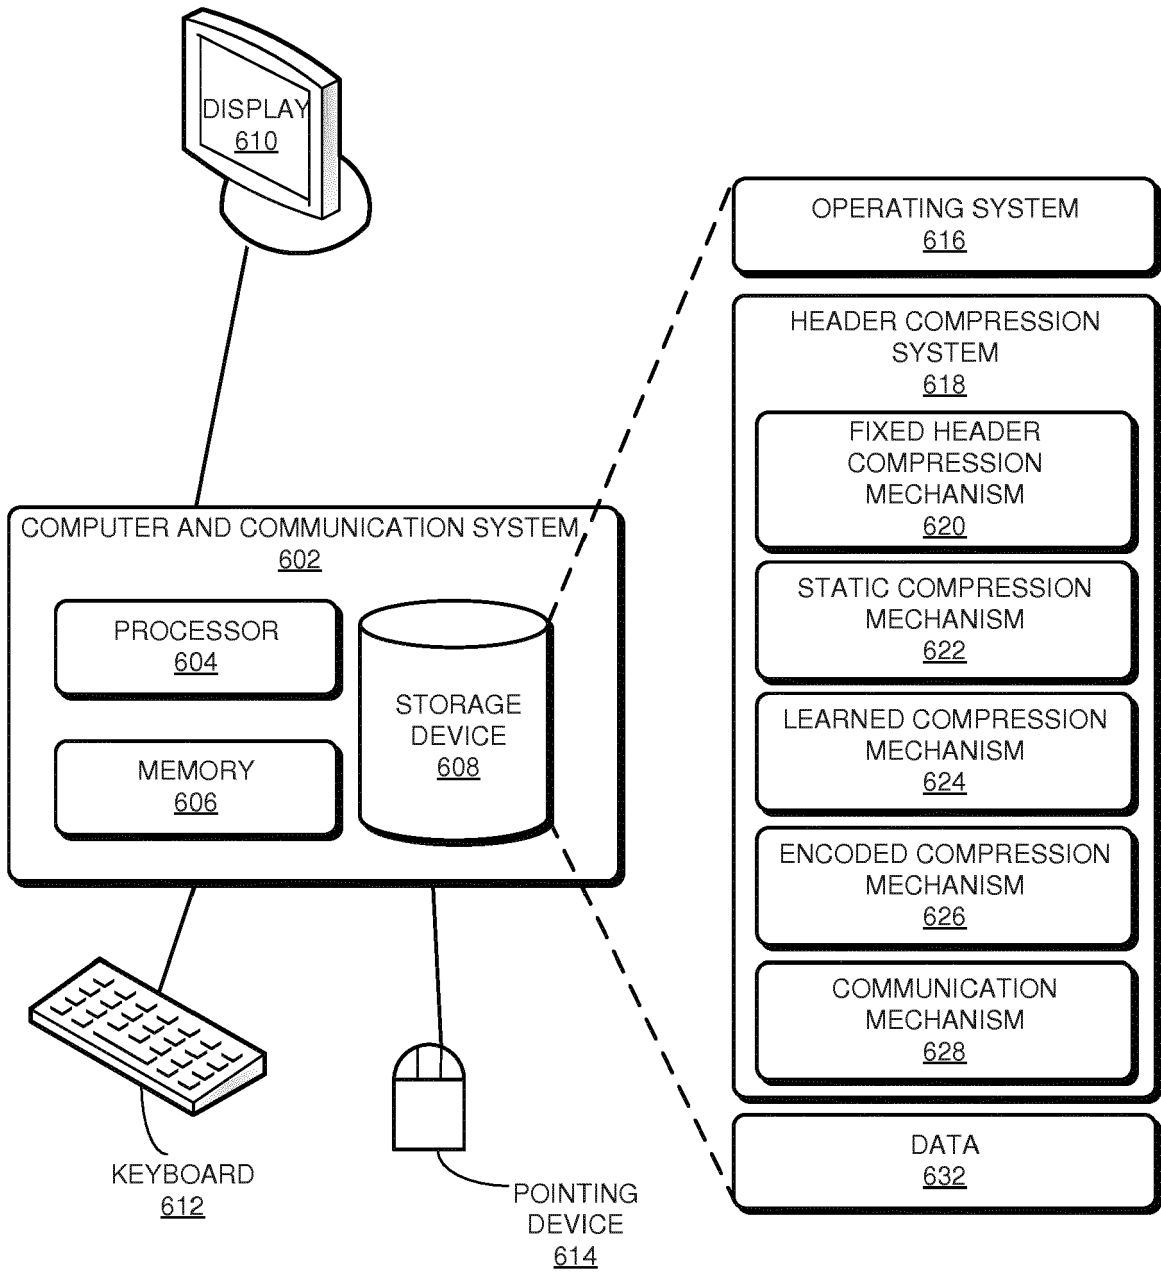 DISPLAY
610
COMPUTER AND COMMUNICATION SYSTEM
602
PROCESSOR
604
MEMORY
606
STORAGE
DEVICE
608
KEYBOARD
612
POINTING
DEVICE
614
OPERATING SYSTEM
616
HEADER COMPRESSION
SYSTEM
618
FIXED HEADER
COMPRESSION
MECHANISM
620
STATIC COMPRESSION
MECHANISM
622
LEARNED COMPRESSION
MECHANISM
624
ENCODED COMPRESSION
MECHANISM
626
COMMUNICATION
MECHANISM
628
DATA
632